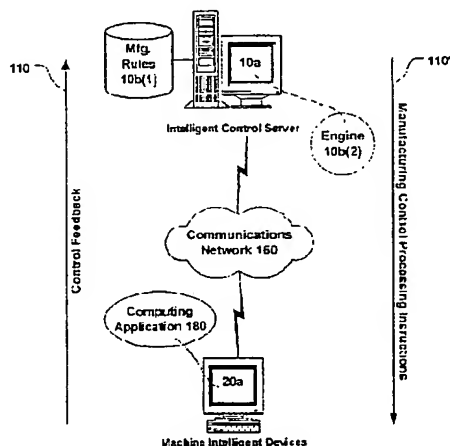 110
Mfg.
Rules
10b{1}
10a
110'
Intelligent Control Server
Engine
10b{2}
Control Feedback
Manufacturing Control Processing Instructions
Communications
Network 160
Computing
Application 180
20a
Machine Intelligent Devices